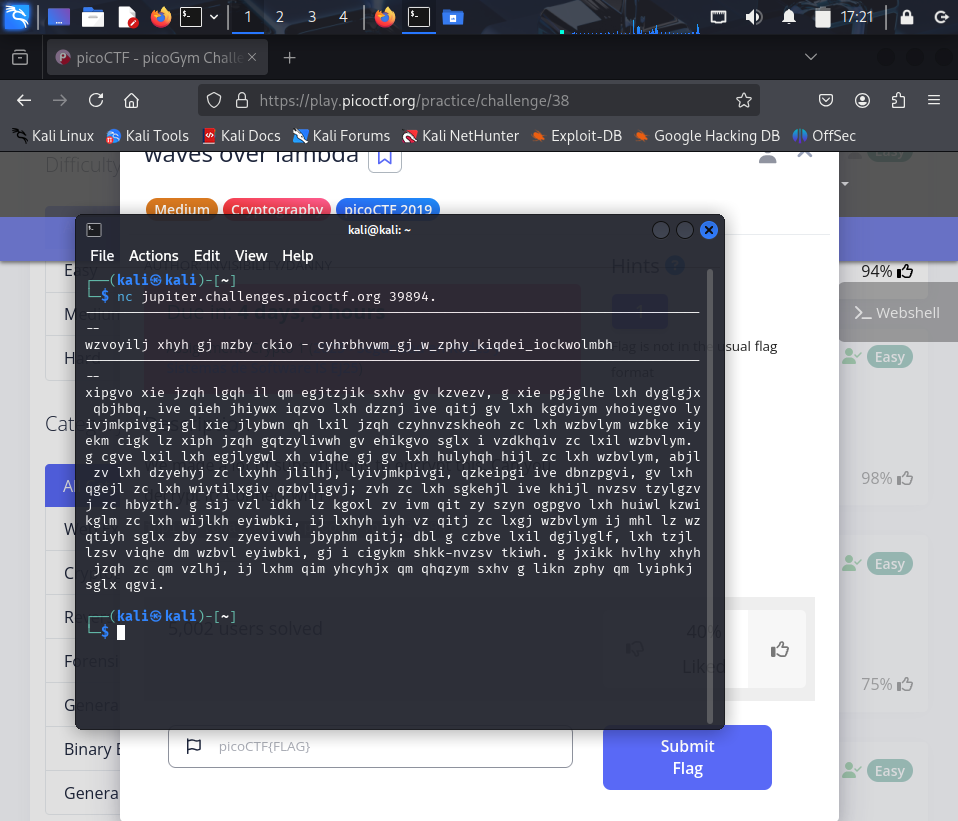 1 2 3 4 17:21
picoCTF - picoGym Challe
https://play.picoctf.org/practice/challenge/38
Kali Linux Kali Tools Kali Docs Kali Forums Kali NetHunter Exploit-DB Google Hacking DB OffSec
Difficulty
waves over lambda
Easy
Medium Cryptography picoCTF 2019
kali@kali: ~
File Actions Edit View Help
Hints ?
94%
(kali㉿kali)-[~]
$ nc jupiter.challenges.picoctf.org 39894.
1
Webshell
-------------------------------------------------------------------------------
wzvoyilj xhyh gj mzby ckio - cyhrbhvwm_gj_w_zphy_kiqdei_iockwolmbh
-------------------------------------------------------------------------------
Flag is not in the usual flag
format
Easy
xipgvo xie jzqh lgqh il qm egjtzjik sxhv gv kzvezv, g xie pgjglhe lxh dyglgjx
qbjhbq, ive qieh jhiywx iqzvo lxh dzznj ive qitj gv lxh kgdyiym yhoiyegvo ly
ivjmkpivgi; gl xie jlybwn qh lxil jzqh czyhnvzskheoh zc lxh wzbvlym wzbke xiy
ekm cigk lz xiph jzqh gqtzylivwh gv ehikgvo sglx i vzdkhqiv zc lxil wzbvlym.
g cgve lxil lxh egjlygwl xh viqhe gj gv lxh hulyhqh hijl zc lxh wzbvlym, abjl
zv lxh dzyehyj zc lxyhh jlilhj, lyivjmkpivgi, qzkeipgi ive dbnzpgvi, gv lxh
qgejl zc lxh wiytilxgiv qzbvligvj; zvh zc lxh sgkehjl ive khijl nvzsv tzylgzv
j zc hbyzth. g sij vzl idkh lz kgoxl zv ivm qit zy szyn ogpgvo lxh huiwl kzwi
kglm zc lxh wijlkh eyiwbki, ij lxhyh iyh vz qitj zc lxgj wzbvlym ij mhl lz wz
qtiyh sglx zby zsv zyevivwh jbyphm qitj; dbl g czbve lxil dgjlyglf, lxh tzjl
lzsv viqhe dm wzbvl eyiwbki, gj i cigykm shkk-nvzsv tkiwh. g jxikk hvlhy xhyh
jzqh zc qm vzlhj, ij lxhm qim yhcyhjx qm qhqzym sxhv g likn zphy qm lyiphkj
sglx qgvi.
98%
Easy
(kali㉿kali)-[~]
$
5,002 users solved
40%
Liked
75%
picoCTF{FLAG}
Submit
Flag
Binary E
Easy
Genera